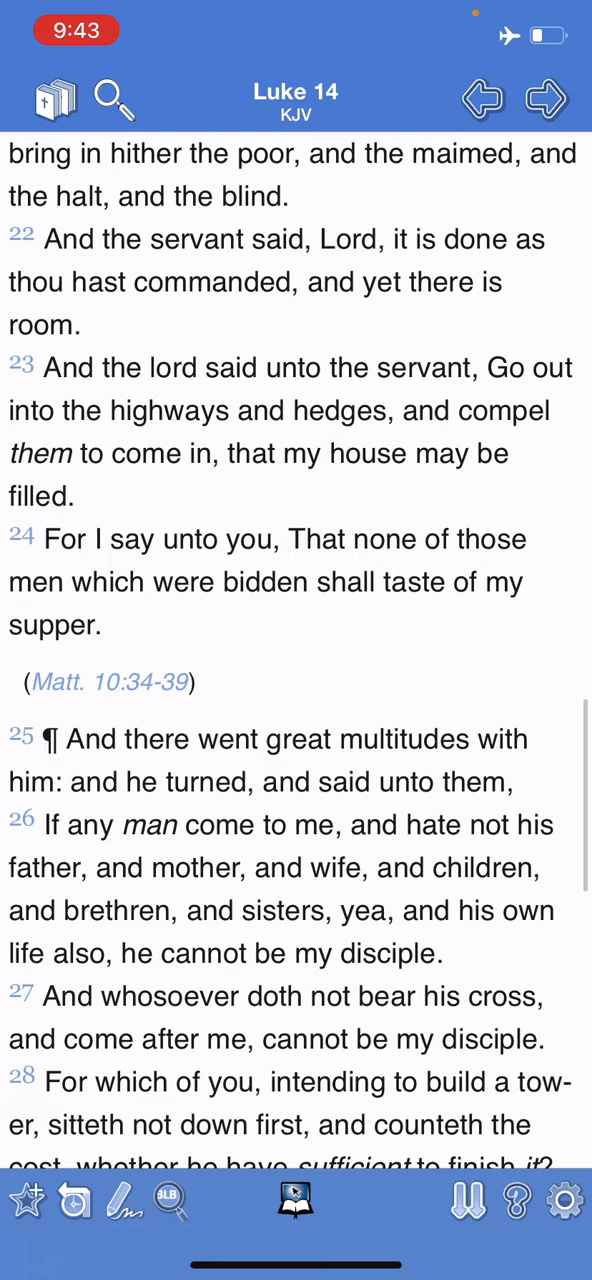 9:43
Luke 14
KJV
bring in hither the poor, and the maimed, and
the halt, and the blind.
22 And the servant said, Lord, it is done as
thou hast commanded, and yet there is
room.
23 And the lord said unto the servant, Go out
into the highways and hedges, and compel
them to come in, that my house may be
filled.
24 For I say unto you, That none of those
men which were bidden shall taste of my
supper.
(Matt. 10:34-39)
25 ¶ And there went great multitudes with
him: and he turned, and said unto them,
26 If any man come to me, and hate not his
father, and mother, and wife, and children,
and brethren, and sisters, yea, and his own
life also, he cannot be my disciple.
27 And whosoever doth not bear his cross,
and come after me, cannot be my disciple.
28 For which of you, intending to build a tow-
er, sitteth not down first, and counteth the
cost, whether he have sufficient to finish it?
BLB